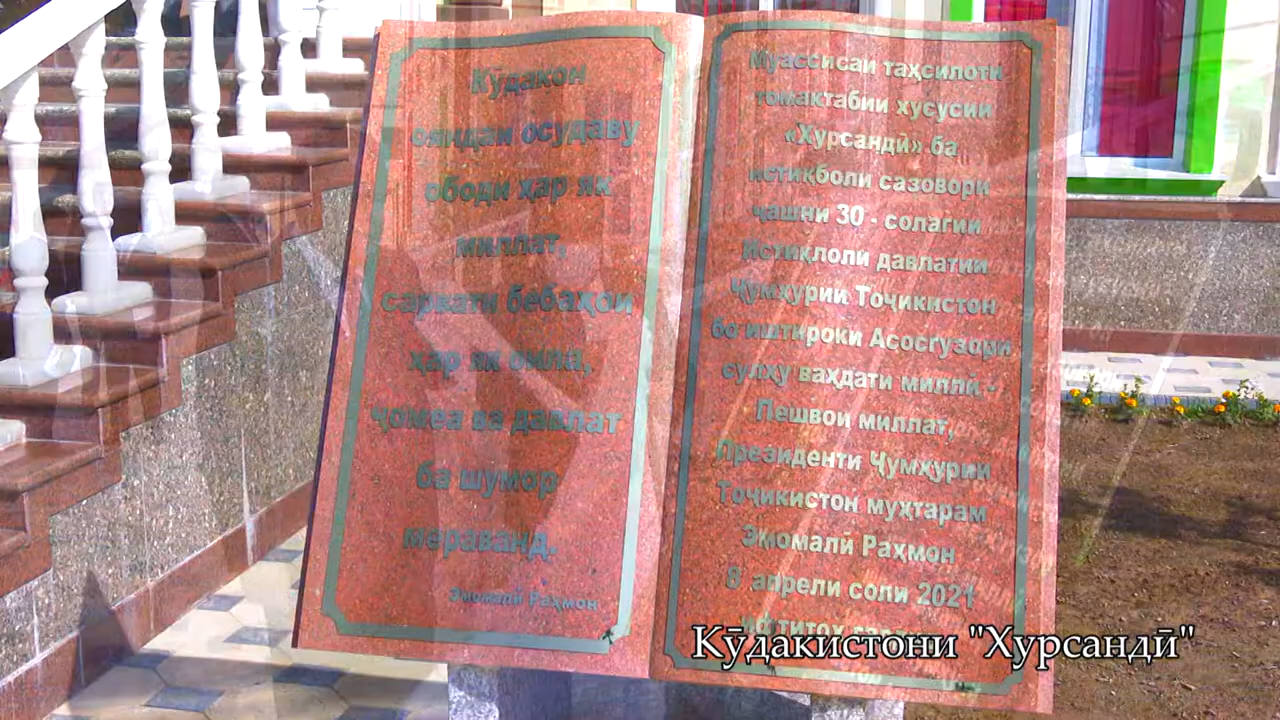 Кӯдакон
ояндаи осудаву
ободи ҳар як
миллат,
сарвати бебаҳои
ҳар як оила,
ҷомеа ва давлат
ба шумор
мераванд.
Эмомалӣ Раҳмон
Муассисаи таҳсилоти
томактабии хусусии
«Хурсандӣ» ба
истиқболи сазовори
ҷашни 30 - солагии
Истиқлоли давлатии
Ҷумҳурии Тоҷикистон
бо иштироки Асосгузори
сулҳу ваҳдати миллӣ -
Пешвои миллат,
Президенти Ҷумҳурии
Тоҷикистон муҳтарам
Эмомалӣ Раҳмон
8 апрели соли 2021
Кӯдакистони "Хурсандӣ"